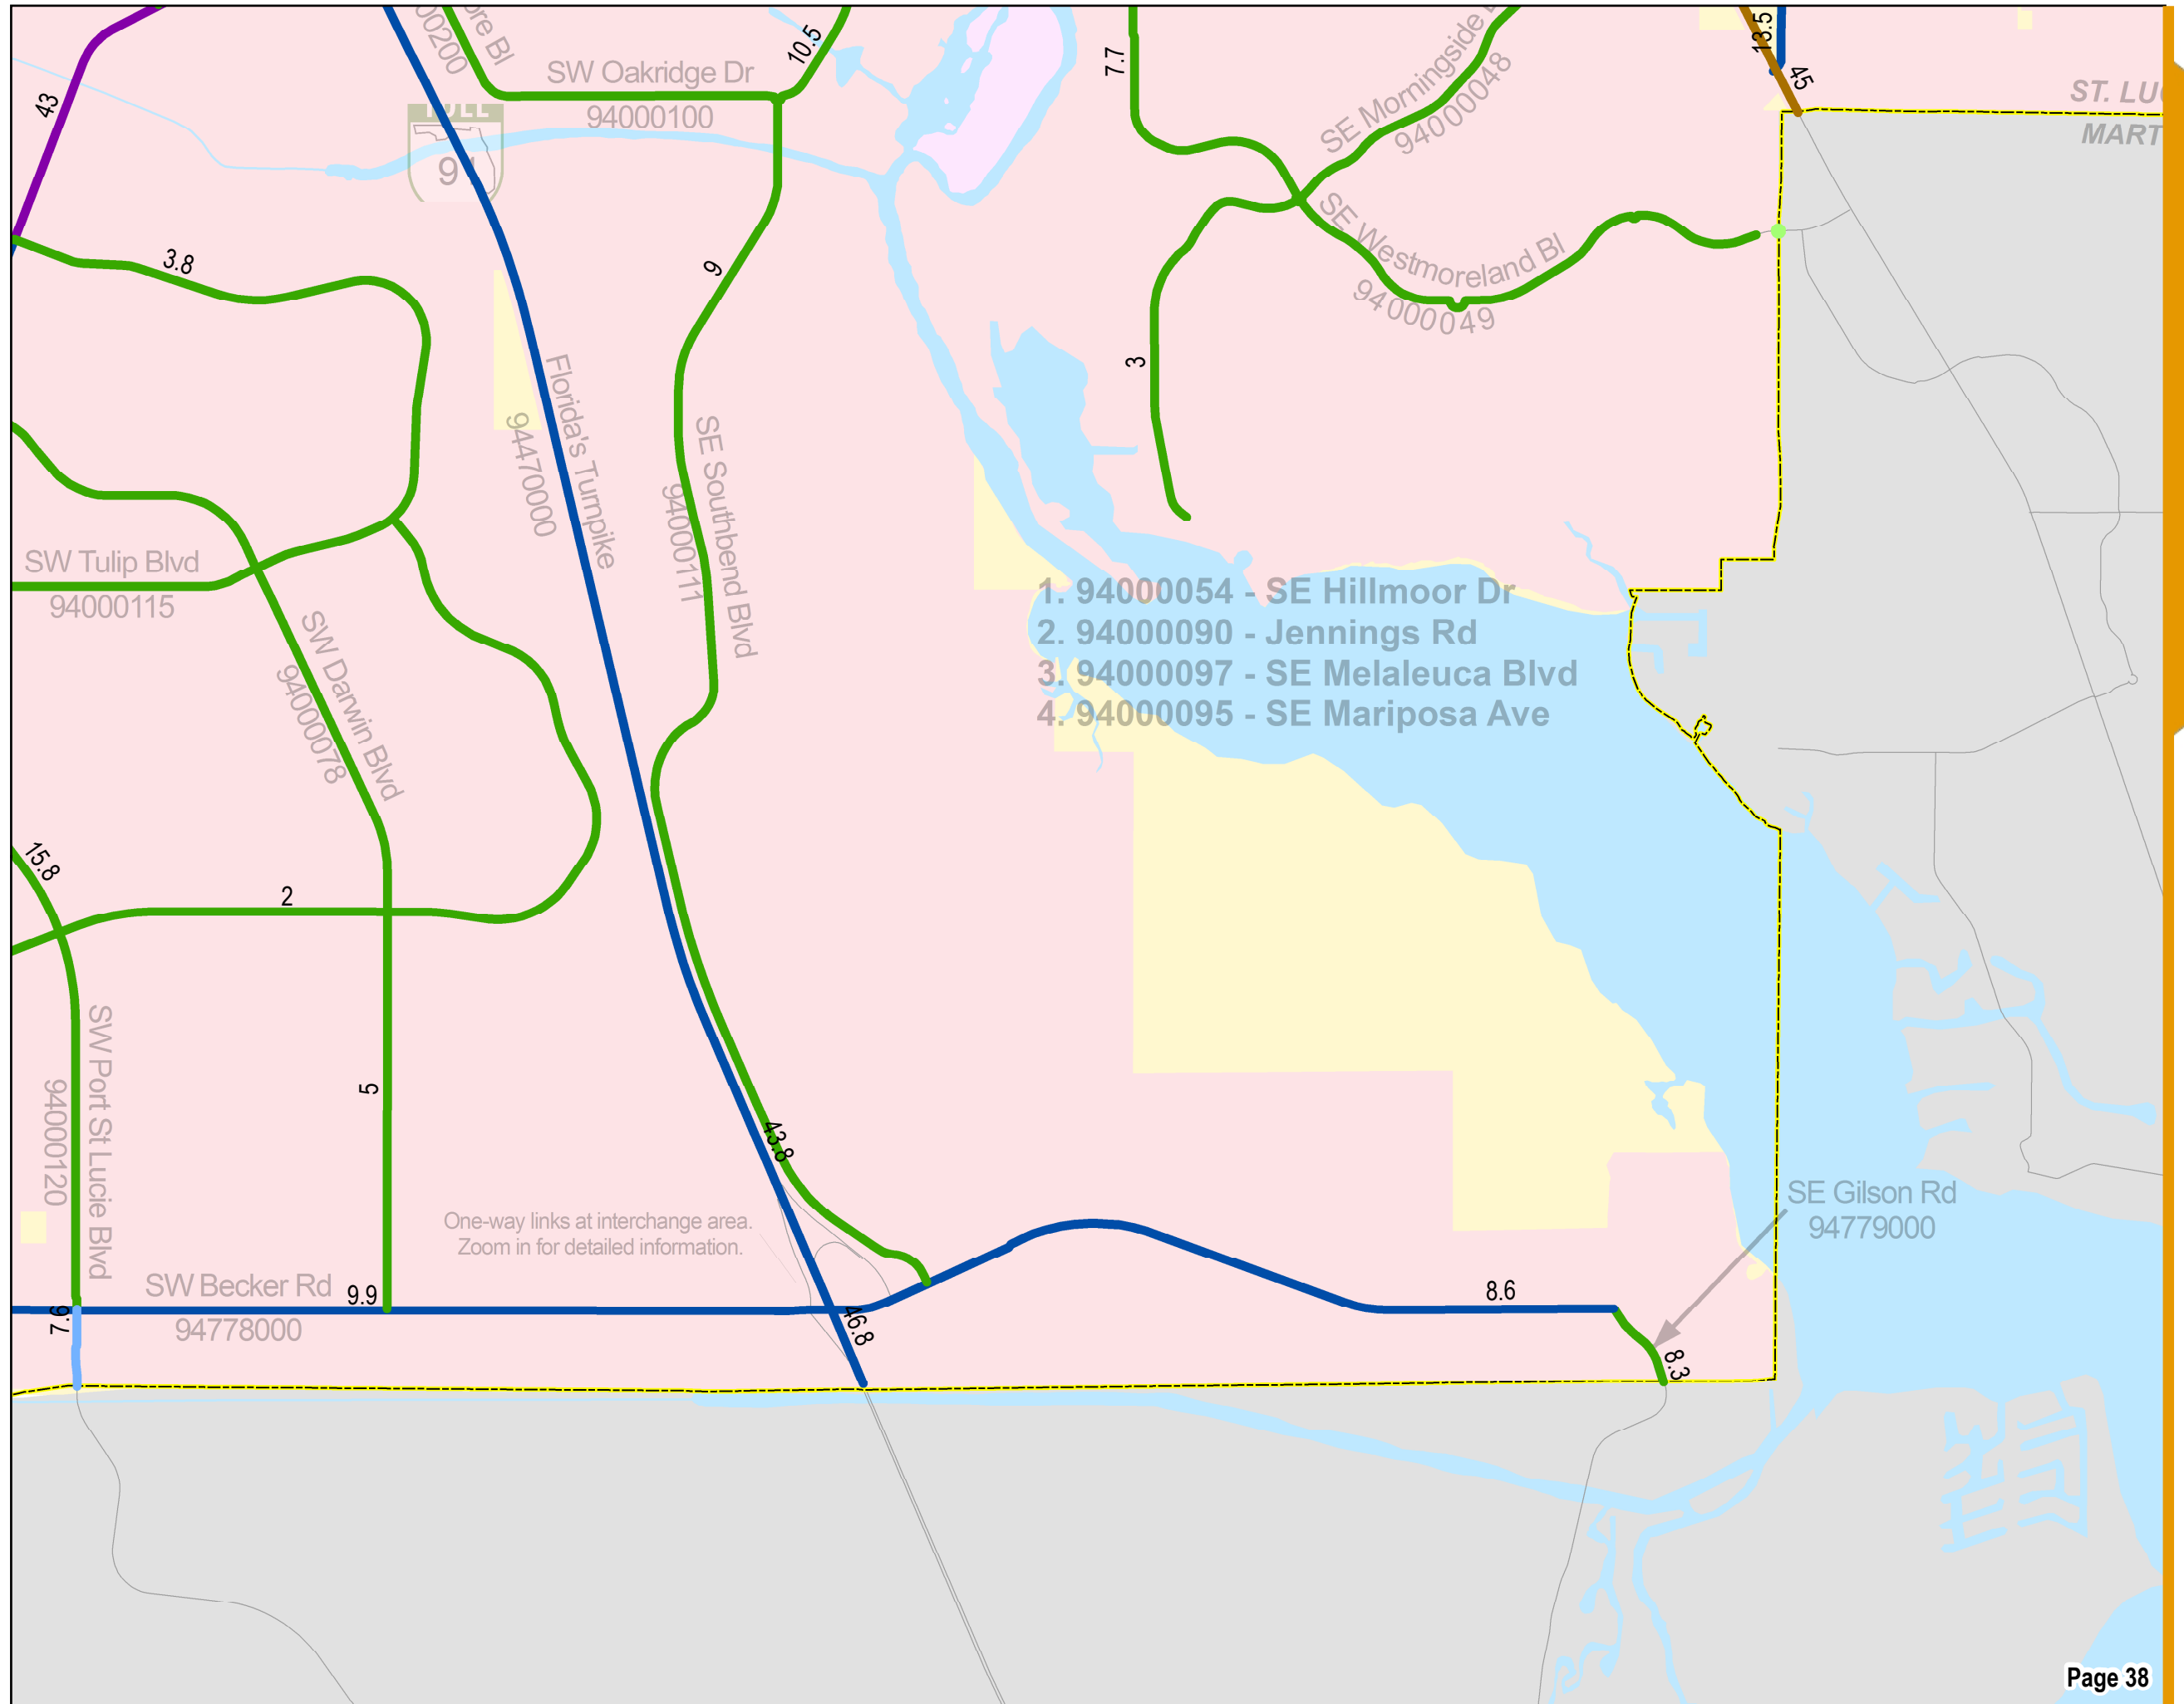 43
ore Bl
00200
SW Oakridge Dr
94000100
10.5
7.7
SE Morningside
94000048
13.5
45
ST. LU
MART
3.8
9
SE Westmoreland Bl
94000049
3
Florida's Turnpike
94470000
SE Southbend Blvd
94000111
SW Tulip Blvd
94000115
SW Darwin Blvd
94000078
1. 94000054 - SE Hillmoor Dr
2. 94000090 - Jennings Rd
3. 94000097 - SE Melaleuca Blvd
4. 94000095 - SE Mariposa Ave
15.8
2
SW Port St Lucie Blvd
94000120
5
43.8
One-way links at interchange area.
Zoom in for detailed information.
SE Gilson Rd
94779000
SW Becker Rd
94778000
9.9
7.9
46.8
8.6
8.3
Page 38